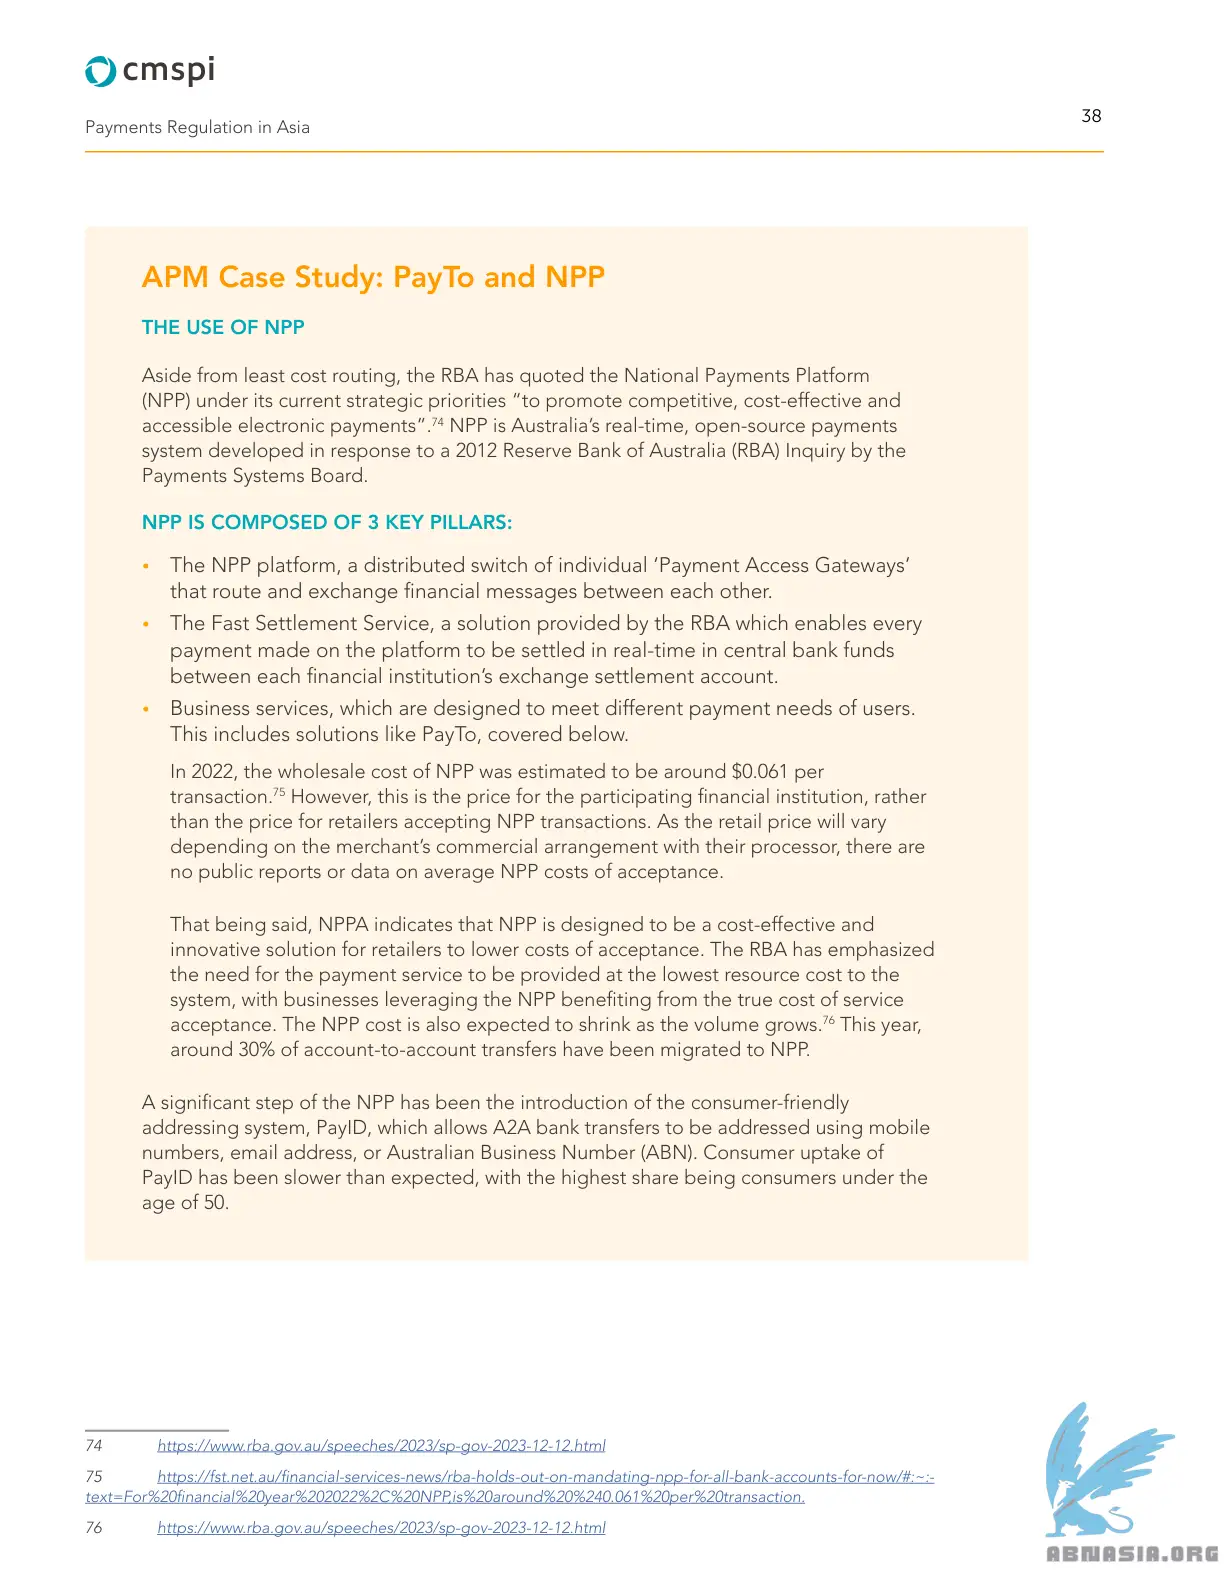 cmspi
38
Payments Regulation in Asia
APM Case Study: PayTo and NPP
THE USE OF NPP
Aside from least cost routing, the RBA has quoted the National Payments Platform
(NPP) under its current strategic priorities “to promote competitive, cost-effective and
accessible electronic payments”.74 NPP is Australia’s real-time, open-source payments
system developed in response to a 2012 Reserve Bank of Australia (RBA) Inquiry by the
Payments Systems Board.
NPP IS COMPOSED OF 3 KEY PILLARS:
• The NPP platform, a distributed switch of individual ‘Payment Access Gateways’
that route and exchange financial messages between each other.
• The Fast Settlement Service, a solution provided by the RBA which enables every
payment made on the platform to be settled in real-time in central bank funds
between each financial institution’s exchange settlement account.
• Business services, which are designed to meet different payment needs of users.
This includes solutions like PayTo, covered below.
In 2022, the wholesale cost of NPP was estimated to be around $0.061 per
transaction.75 However, this is the price for the participating financial institution, rather
than the price for retailers accepting NPP transactions. As the retail price will vary
depending on the merchant’s commercial arrangement with their processor, there are
no public reports or data on average NPP costs of acceptance.
That being said, NPPA indicates that NPP is designed to be a cost-effective and
innovative solution for retailers to lower costs of acceptance. The RBA has emphasized
the need for the payment service to be provided at the lowest resource cost to the
system, with businesses leveraging the NPP benefiting from the true cost of service
acceptance. The NPP cost is also expected to shrink as the volume grows.76 This year,
around 30% of account-to-account transfers have been migrated to NPP.
A significant step of the NPP has been the introduction of the consumer-friendly
addressing system, PayID, which allows A2A bank transfers to be addressed using mobile
numbers, email address, or Australian Business Number (ABN). Consumer uptake of
PayID has been slower than expected, with the highest share being consumers under the
age of 50.
74 https://www.rba.gov.au/speeches/2023/sp-gov-2023-12-12.html
75 https://fst.net.au/financial-services-news/rba-holds-out-on-mandating-npp-for-all-bank-accounts-for-now/#:~:-
text=For%20financial%20year%202022%2C%20NPP,is%20around%20%240.061%20per%20transaction.
76 https://www.rba.gov.au/speeches/2023/sp-gov-2023-12-12.html
ABNASIA.ORG